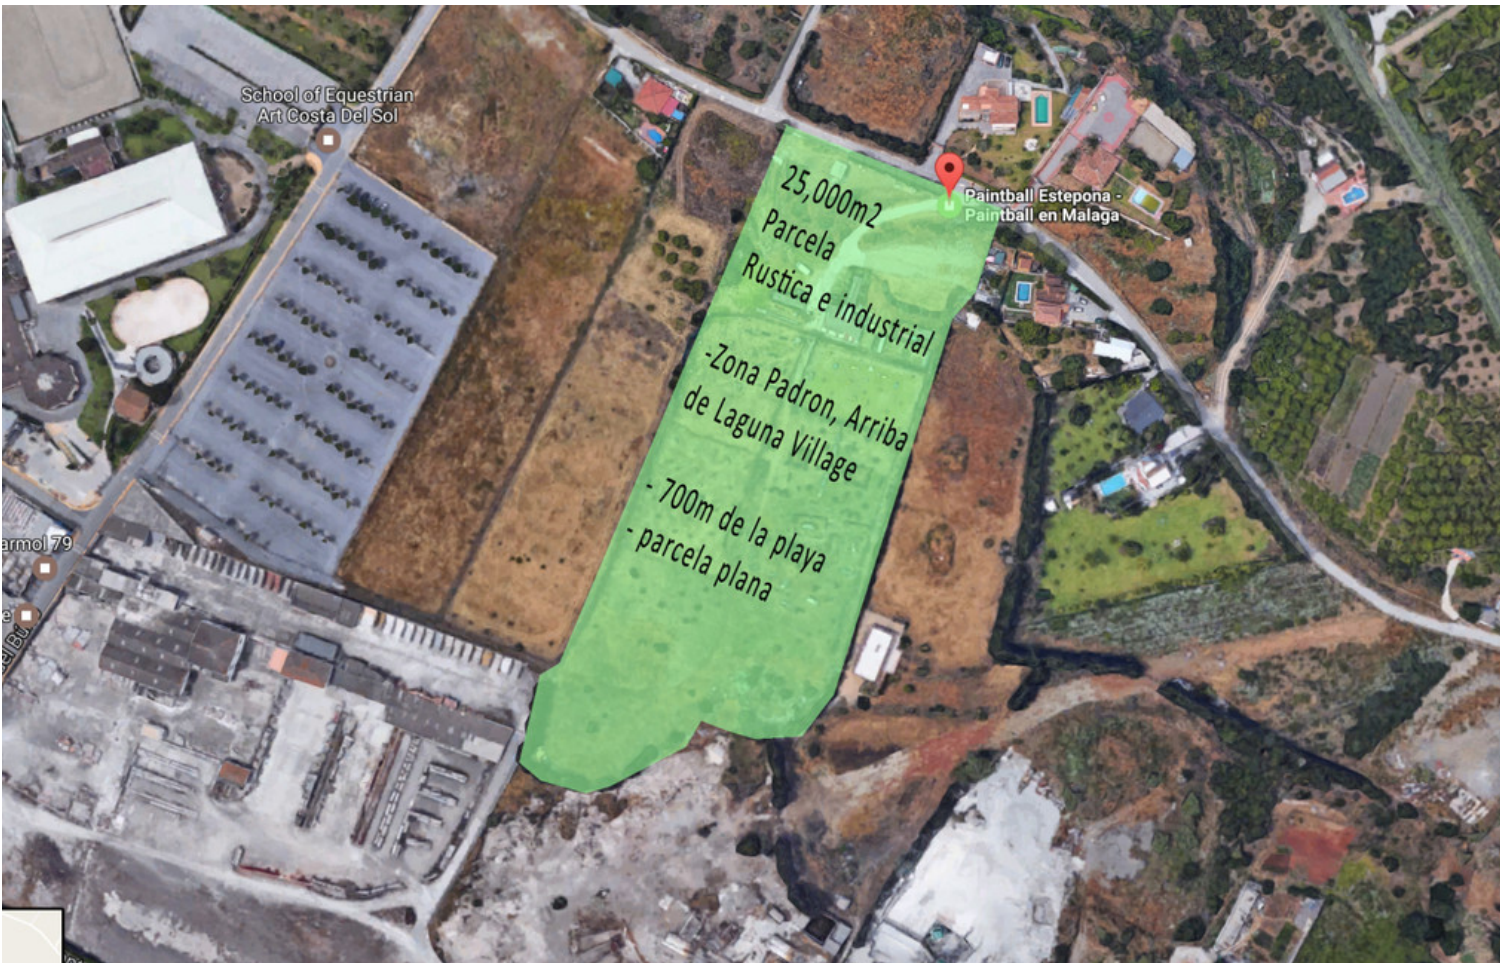 School of Equestrian
Art Costa Del Sol
25,000m2
Parcela
Rustica e industrial
Paintball Estepona -
Paintball en Malaga
-Zona Padron, Arriba
de Laguna Village
- 700m de la playa
- parcela plana
armol 79